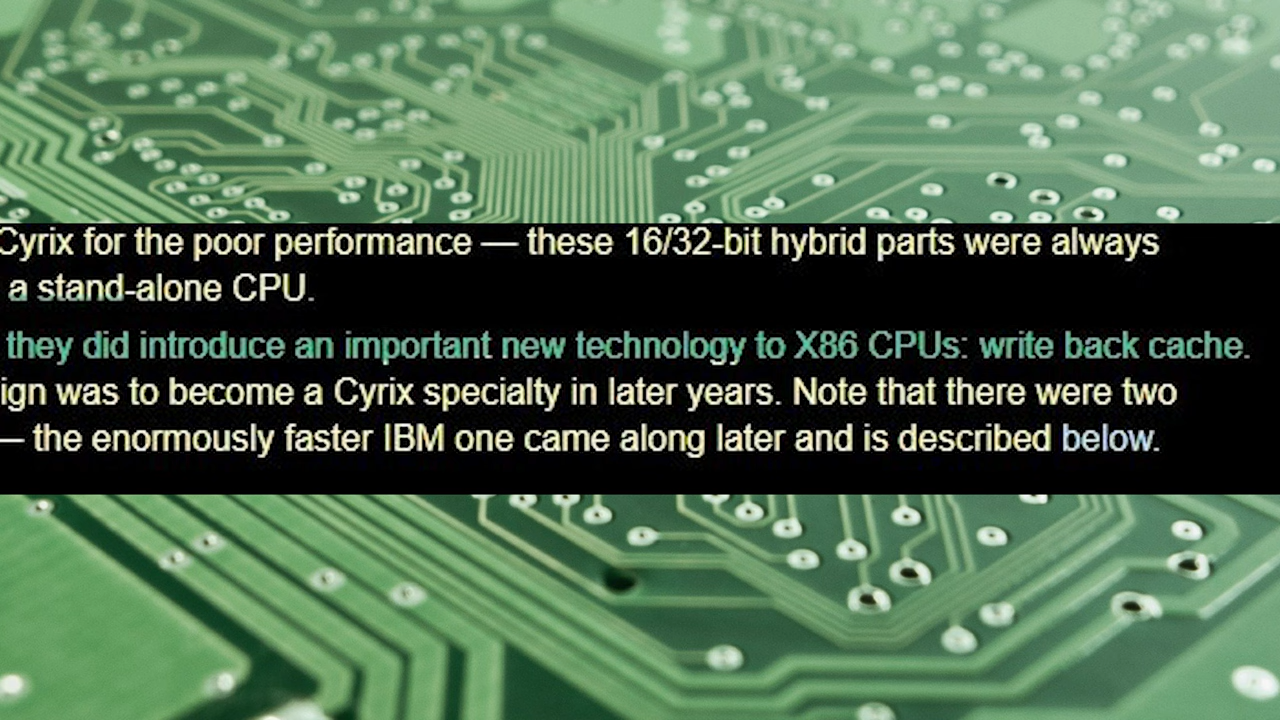 Cyrix for the poor performance — these 16/32-bit hybrid parts were always
a stand-alone CPU.
they did introduce an important new technology to X86 CPUs: write back cache.
ign was to become a Cyrix specialty in later years. Note that there were two
— the enormously faster IBM one came along later and is described below.